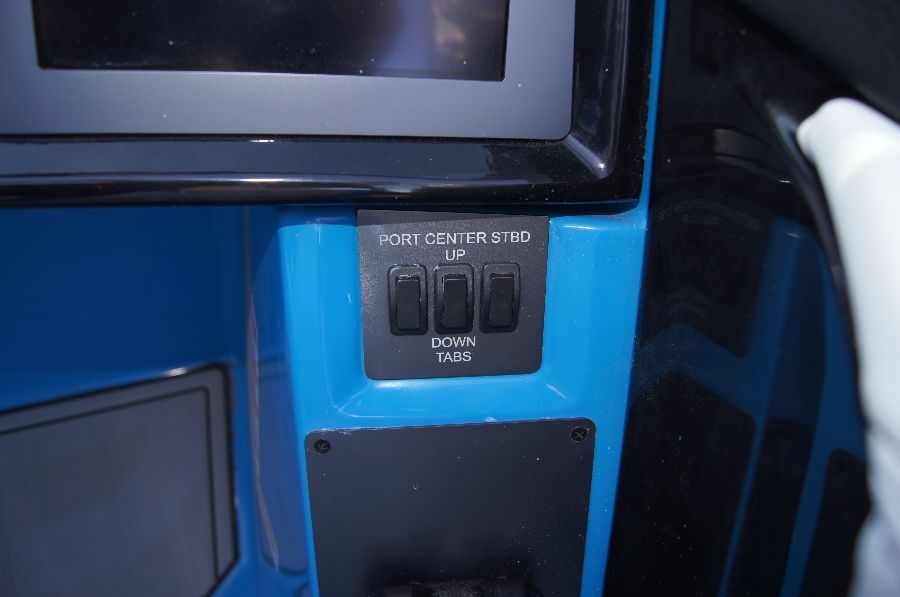 PORT CENTER STBD
UP
DOWN
TABS